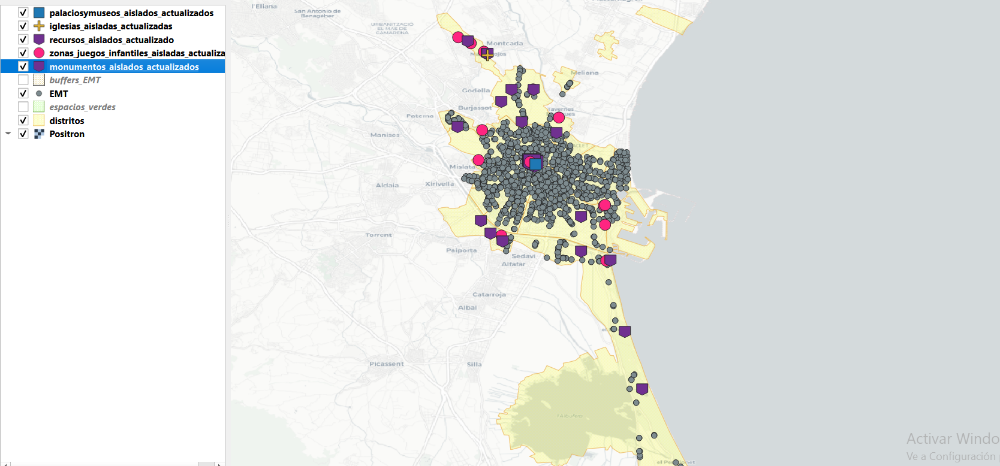 palaciosymuseos_aislados_actualizados
iglesias_aisladas_actualizadas
recursos_aislados_actualizado
zonas_juegos_infantiles_aisladas_actualiza
monumentos_aislados_actualizados
buffers_EMT
EMT
espacios_verdes
distritos
Positron
l'Eliana
San Antonio de
Benagéber
URBANITZACIÓ
EL MAS DE
CAMARENA
Montcada
Meliana
Godella
Burjassot
Tavernes
Paterna
Manises
Mislata
Aldaia
Xirivella
Torrent
Paiporta
Sedaví
Alfafar
Catarroja
Albal
Picassent
Silla
l'Albufera
Activar Windo
Ve a Configuración